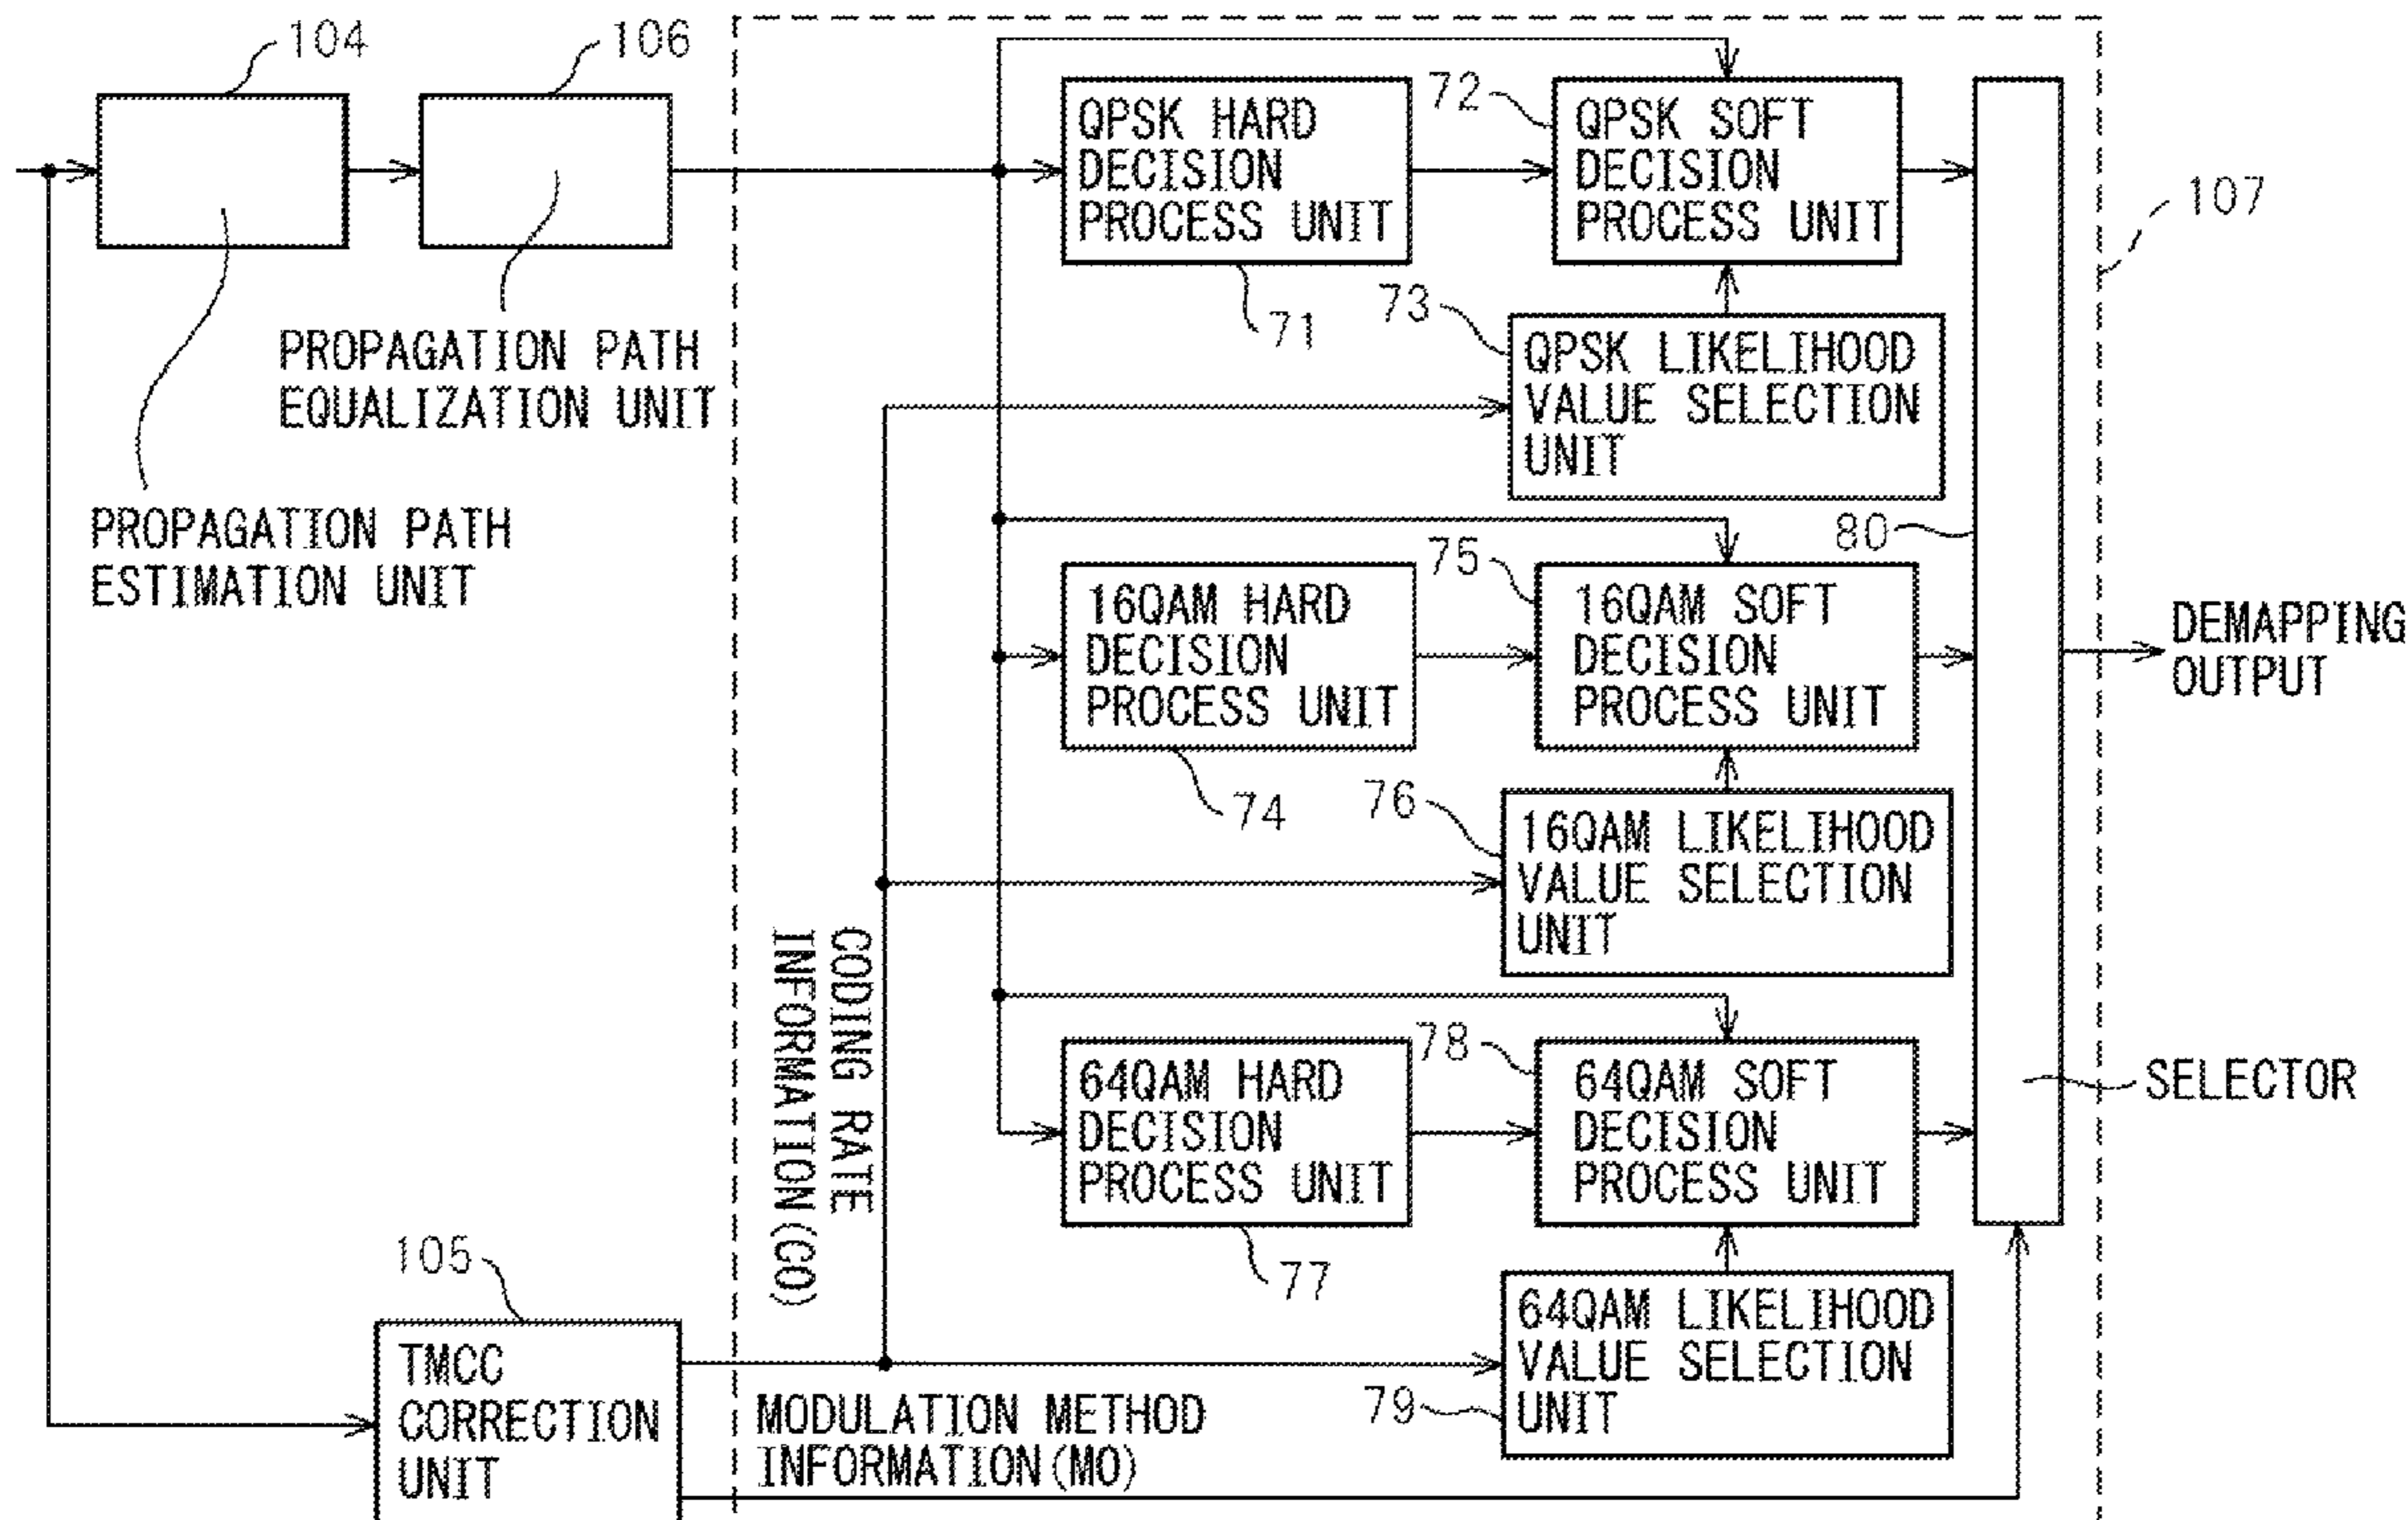 104
106
72
QPSK HARD
DECISION
PROCESS UNIT
QPSK SOFT
DECISION
PROCESS UNIT
107
71
73
PROPAGATION PATH
EQUALIZATION UNIT
QPSK LIKELIHOOD
VALUE SELECTION
UNIT
PROPAGATION PATH
ESTIMATION UNIT
80
75
16QAM HARD
DECISION
PROCESS UNIT
16QAM SOFT
DECISION
PROCESS UNIT
DEMAPPING
OUTPUT
74
76
16QAM LIKELIHOOD
VALUE SELECTION
UNIT
CODING RATE
INFORMATION(CO)
78
64QAM HARD
DECISION
PROCESS UNIT
64QAM SOFT
DECISION
PROCESS UNIT
SELECTOR
77
105
TMCC
CORRECTION
UNIT
64QAM LIKELIHOOD
VALUE SELECTION
UNIT
79
MODULATION METHOD
INFORMATION(MO)